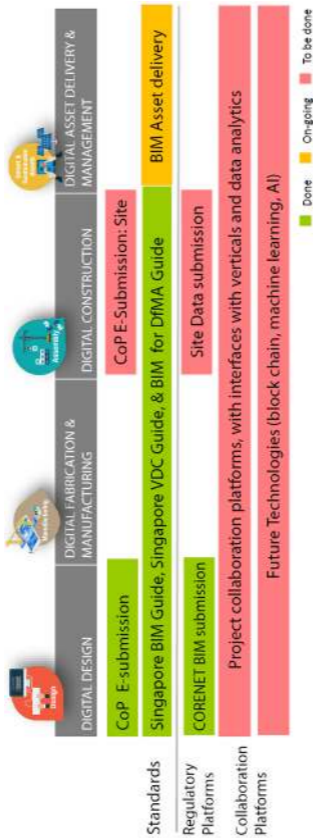 Design
Manufacturing
Assembly
DIGITAL DESIGN
DIGITAL FABRICATION &
MANUFACTURING
DIGITAL CONSTRUCTION
DIGITAL ASSET DELIVERY &
MANAGEMENT
CoP E-submission
CoP E-Submission: Site
Standards
Singapore BIM Guide, Singapore VDC Guide, & BIM for DfMA Guide
BIM Asset delivery
Regulatory
Platforms
CORENET BIM submission
Site Data submission
Collaboration
Platforms
Project collaboration platforms, with interfaces with verticals and data analytics
Future Technologies (block chain, machine learning, AI)
Done
On-going
To be done